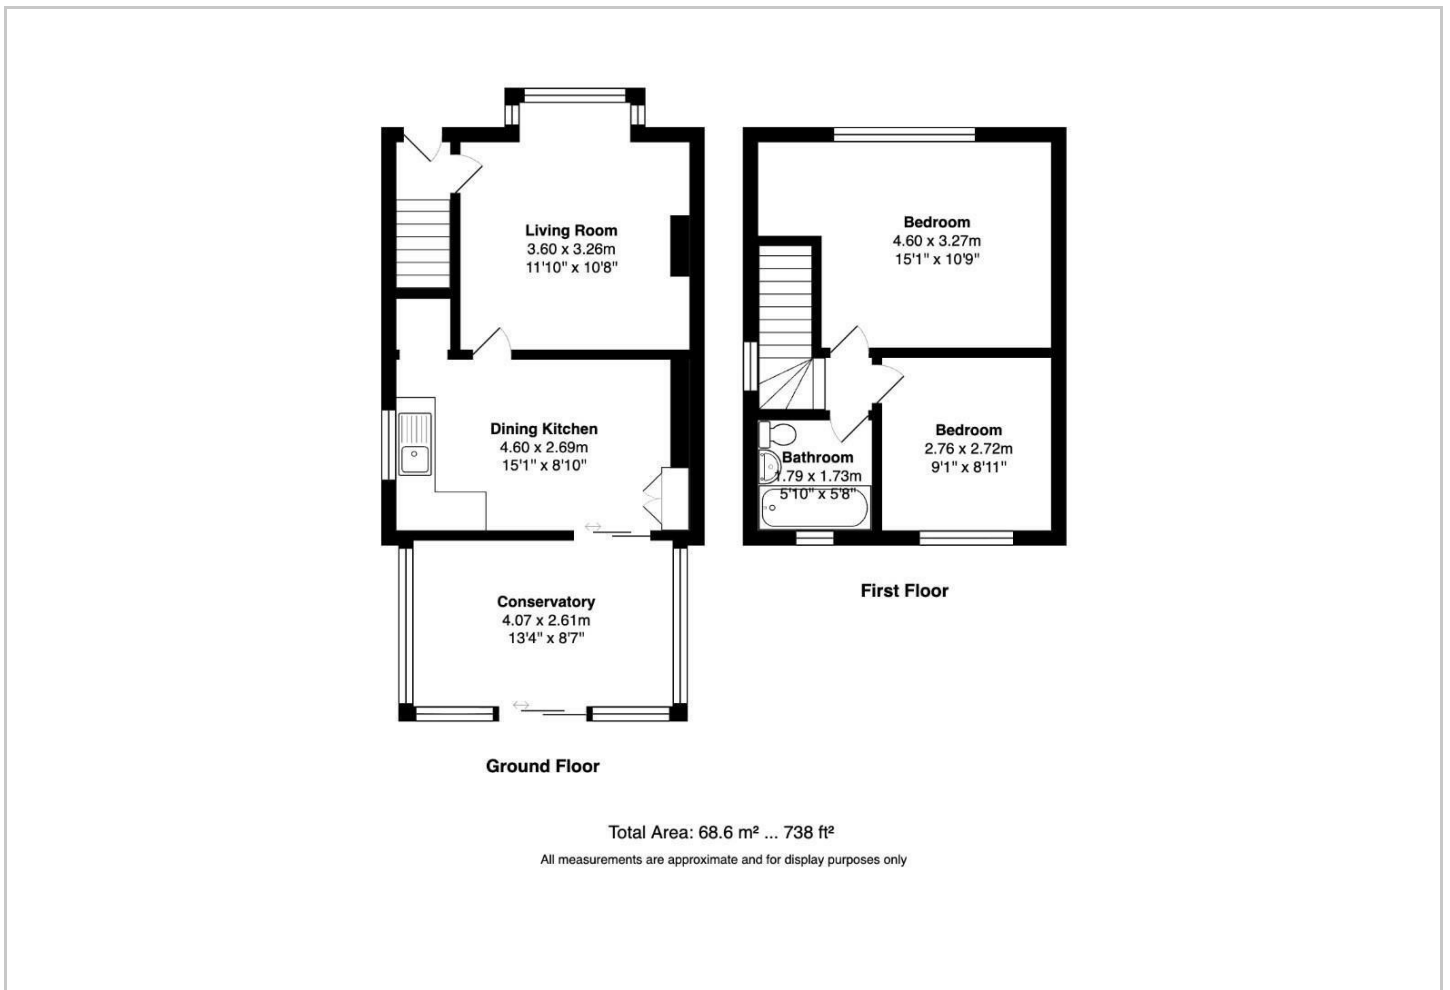 Living Room
3.60 x 3.26m
11'10" x 10'8"
Dining Kitchen
4.60 x 2.69m
15'1" x 8'10"
Conservatory
4.07 x 2.61m
13'4" x 8'7"
Ground Floor
Bedroom
4.60 x 3.27m
15'1" x 10'9"
Bedroom
2.76 x 2.72m
9'1" x 8'11"
Bathroom
1.79 x 1.73m
5'10" x 5'8"
First Floor
Total Area: 68.6 m² ... 738 ft²
All measurements are approximate and for display purposes only